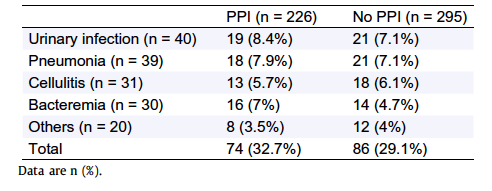 PPI (n = 226) No PPI (n = 295)
Urinary infection (n = 40) 19 (8.4%) 21 (7.1%)
Pneumonia (n = 39) 18 (7.9%) 21 (7.1%)
Cellulitis (n = 31) 13 (5.7%) 18 (6.1%)
Bacteremia (n = 30) 16 (7%) 14 (4.7%)
Others (n = 20) 8 (3.5%) 12 (4%)
Total 74 (32.7%) 86 (29.1%)
Data are n (%).